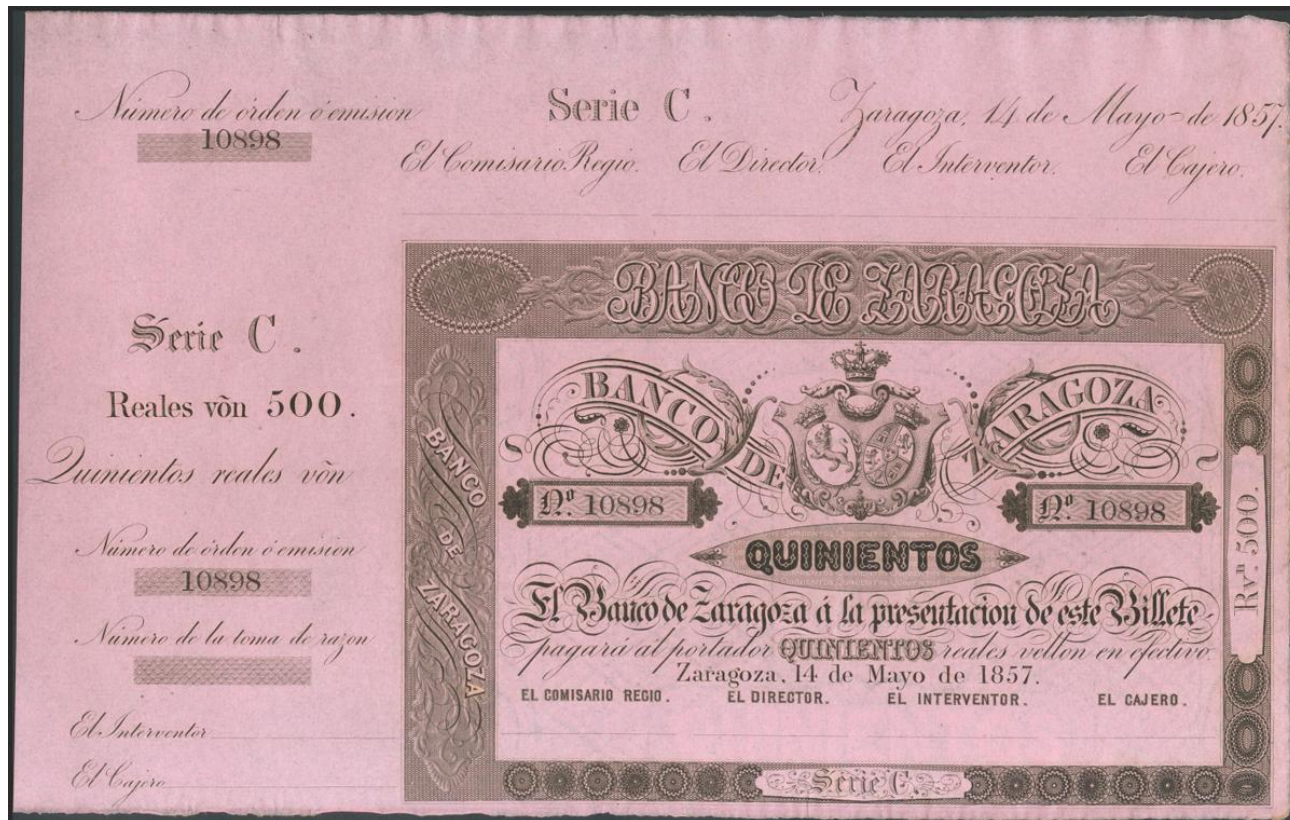 Número de órden ó emision
10898
Serie C.
Zaragoza, 14 de Mayo de 1857.
El Comisario Regio. El Director. El Interventor. El Cajero.
Serie C.
Reales vòn 500.
Quinientos reales vòn
Número de órden ó emision
10898
Número de la toma de razon
El Interventor
El Cajero
BANCO DE ZARAGOZA
BANCO DE ZARAGOZA
BANCO DE ZARAGOZA
Nº 10898
Nº 10898
QUINIENTOS
El Banco de Zaragoza á la presentacion de este Billete
pagará al portador QUINIENTOS reales vellon en efectivo.
Zaragoza, 14 de Mayo de 1857.
EL COMISARIO REGIO. EL DIRECTOR. EL INTERVENTOR. EL CAJERO.
Rvⁿ. 500.
Serie C.